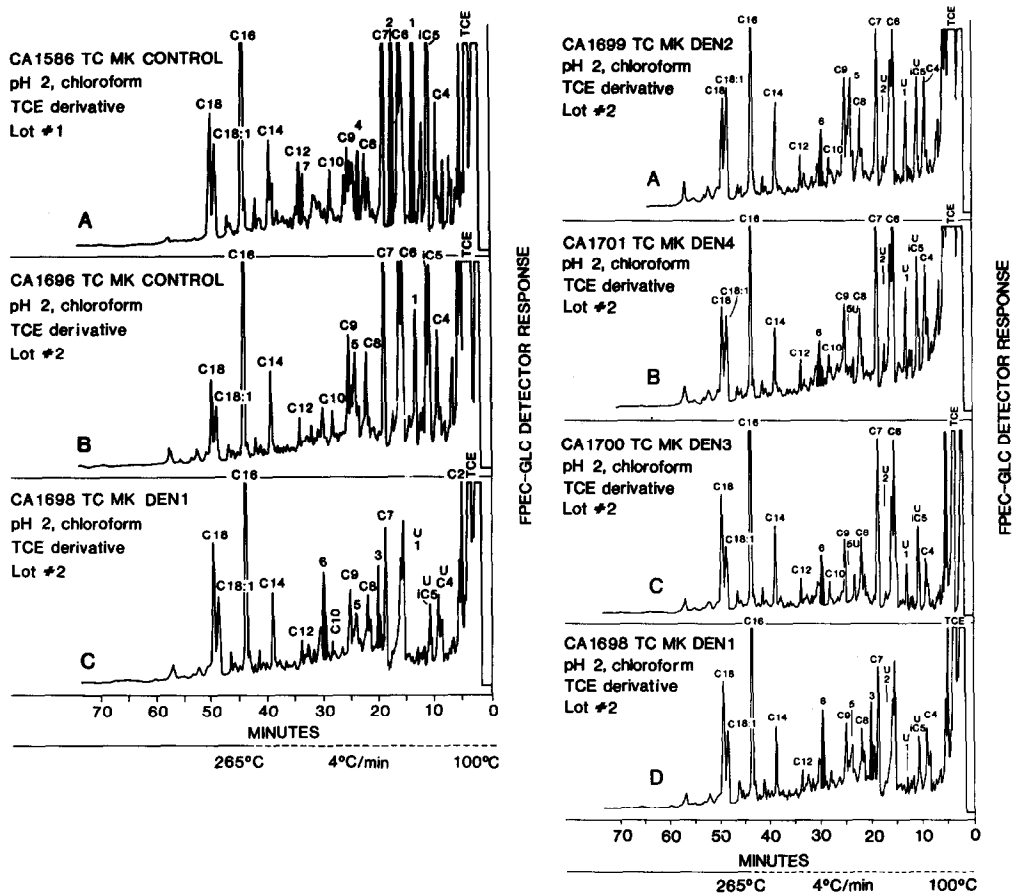 CA1586 TC MK CONTROL
pH 2, chloroform
TCE derivative
Lot #1
C18
C18:1
C16
C14
C12
7
C10
C9
4
C8
C7
2
C6
1
iC5
C4
TCE
A
CA1696 TC MK CONTROL
pH 2, chloroform
TCE derivative
Lot #2
C18
C18:1
C16
C14
C12
C10
C9
5
C8
C7
C6
1
iC5
C4
TCE
B
CA1698 TC MK DEN1
pH 2, chloroform
TCE derivative
Lot #2
C18
C18:1
C16
C14
C12
6
C10
C9
5
C8
3
C7
U
1
U
iC5
U
C4
C2
TCE
C
70 60 50 40 30 20 10 0
MINUTES
265°C 4°C/min 100°C
FPEC-GLC DETECTOR RESPONSE
CA1699 TC MK DEN2
pH 2, chloroform
TCE derivative
Lot #2
C18
C18:1
C16
C14
C12
6
C10
C9
5
C8
C7
U
2
C6
U
1
U
iC5
C4
TCE
A
CA1701 TC MK DEN4
pH 2, chloroform
TCE derivative
Lot #2
C18
C18:1
C16
C14
C12
6
C10
C9
5U
C8
C7
U
2
C6
U
1
U
iC5
C4
TCE
B
CA1700 TC MK DEN3
pH 2, chloroform
TCE derivative
Lot #2
C18
C18:1
C16
C14
C12
6
C10
C9
5U
C7
U
2
C6
U
1
U
iC5
C4
TCE
C
CA1698 TC MK DEN1
pH 2, chloroform
TCE derivative
Lot #2
C18:1
C16
C14
C12
C9
5
C8
3
C7
U
2
U
1
U
iC5
C4
TCE
D
70 60 50 40 30 20 10 0
MINUTES
265°C 4°C/min 100°C
FPEC-GLC DETECTOR RESPONSE